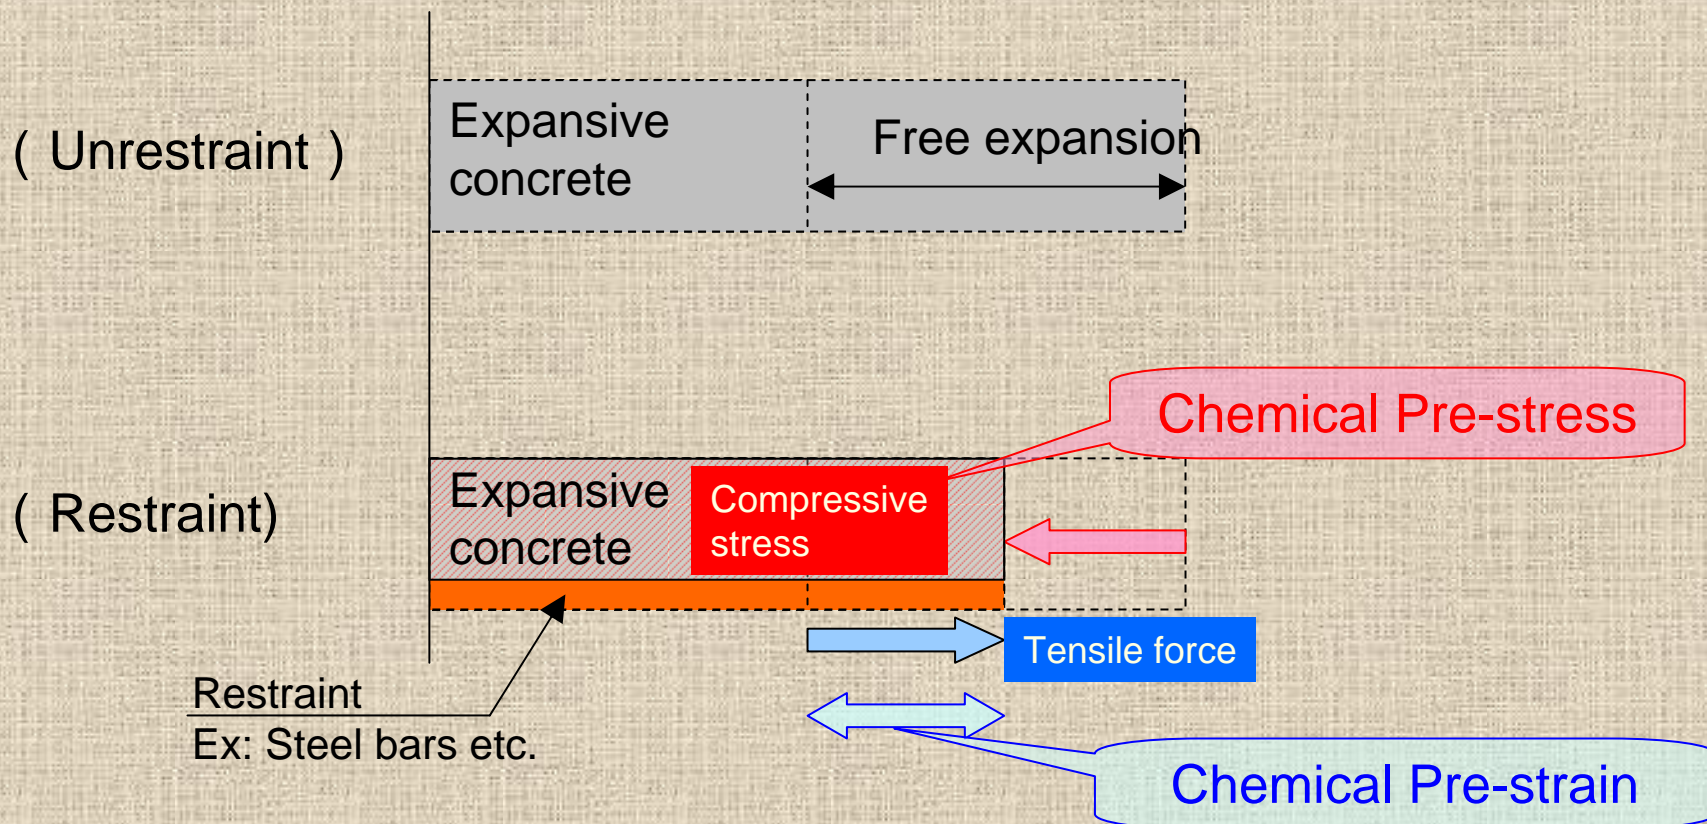 ( Unrestraint )
Expansive
concrete
Free expansion
Chemical Pre-stress
( Restraint)
Expansive
concrete
Compressive
stress
Tensile force
Restraint
Ex: Steel bars etc.
Chemical Pre-strain